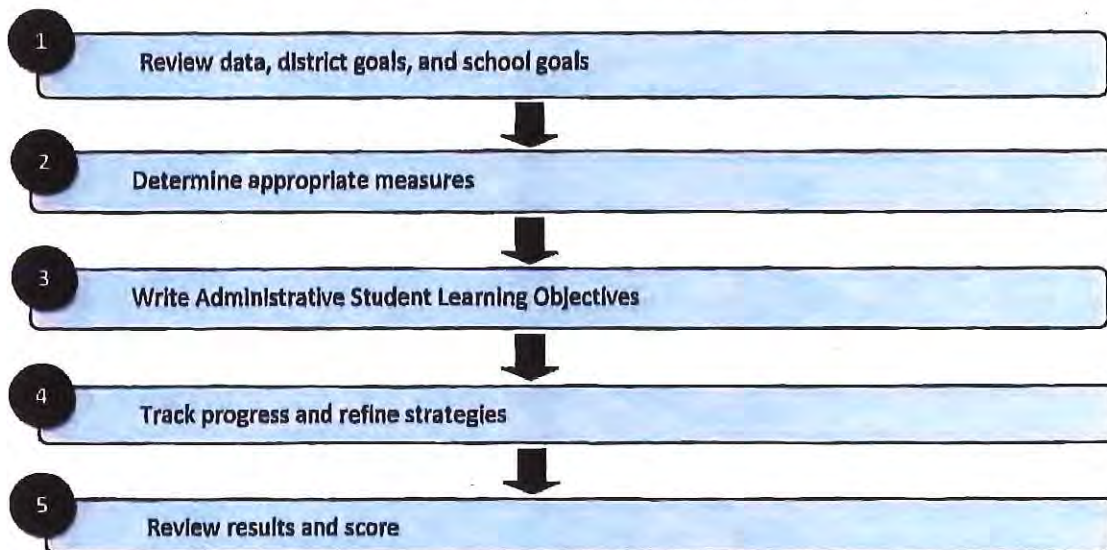 1
Review data, district goals, and school goals
2
Determine appropriate measures
3
Write Administrative Student Learning Objectives
4
Track progress and refine strategies
5
Review results and score